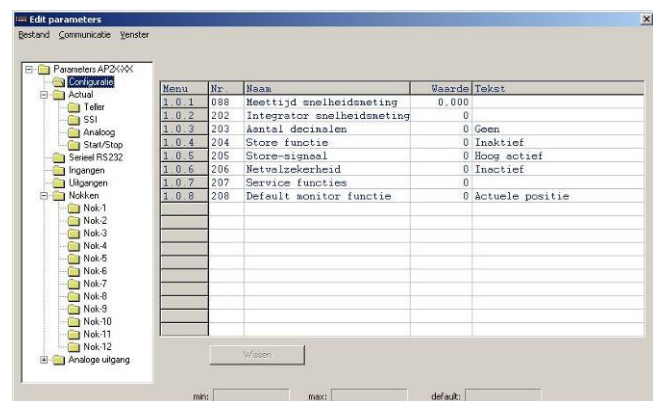 Edit parameters
Bestand Communicatie Venster
Parameters AP2X-XX
Configuratie
Actual
Teller
SSI
Analoog
Start/Stop
Serieel RS232
Ingangen
Uitgangen
Nokken
Nok-1
Nok-2
Nok-3
Nok-4
Nok-5
Nok-6
Nok-7
Nok-8
Nok-9
Nok-10
Nok-11
Nok-12
Analoge uitgang
Menu Nr. Naam Waarde Tekst
1.0.1 088 Meettijd snelheidsmeting 0,000
1.0.2 202 Integrator snelheidsmeting 0
1.0.3 203 Aantal decimalen 0 Geen
1.0.4 204 Store functie 0 Inaktief
1.0.5 205 Store-signaal 0 Hoog actief
1.0.6 206 Netvalzekerheid 0 Inactief
1.0.7 207 Service functies 0
1.0.8 208 Default monitor functie 0 Actuele positie
Wissen
min: max: default: